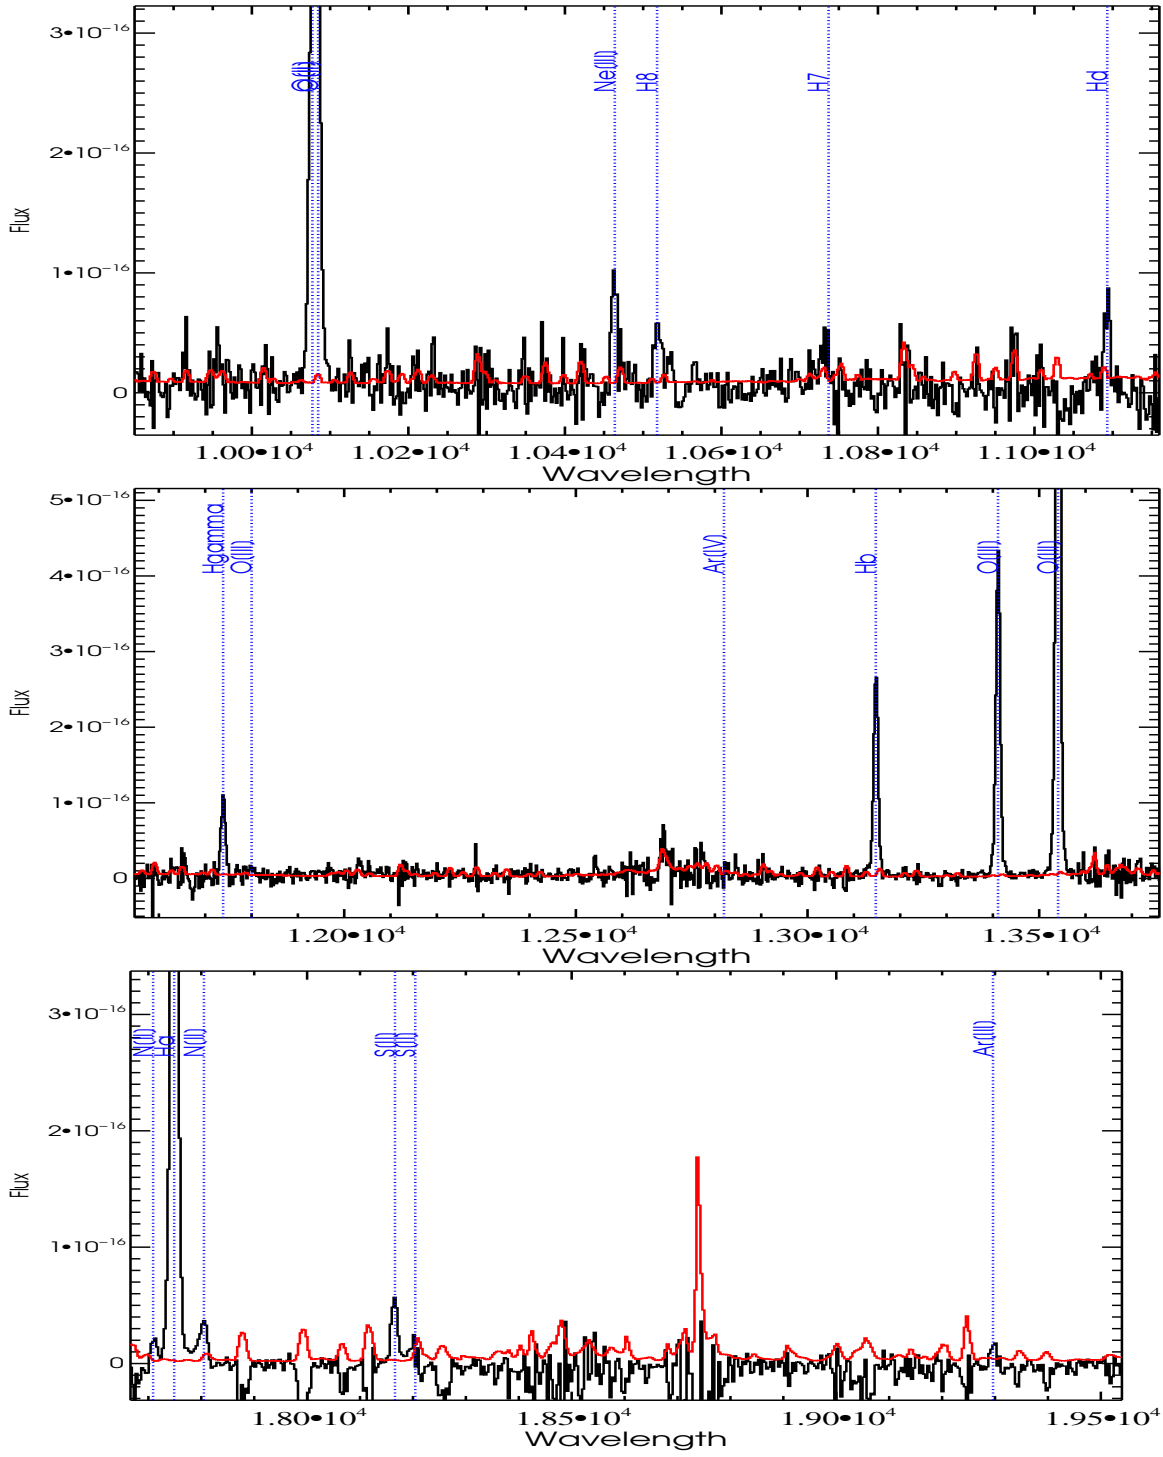 3•10⁻¹⁶
2•10⁻¹⁶
1•10⁻¹⁶
0
Flux
O(II)
O(II)
Ne(III)
H8
H7
Hd
1.00•10⁴
1.02•10⁴
1.04•10⁴
1.06•10⁴
1.08•10⁴
1.10•10⁴
Wavelength
5•10⁻¹⁶
4•10⁻¹⁶
3•10⁻¹⁶
2•10⁻¹⁶
1•10⁻¹⁶
0
Flux
Hgamma
O(III)
Ar(IV)
Hb
O(III)
O(III)
1.20•10⁴
1.25•10⁴
1.30•10⁴
1.35•10⁴
Wavelength
3•10⁻¹⁶
2•10⁻¹⁶
1•10⁻¹⁶
0
Flux
N(II)
Ha
N(II)
S(II)
S(II)
Ar(III)
1.80•10⁴
1.85•10⁴
1.90•10⁴
1.95•10⁴
Wavelength